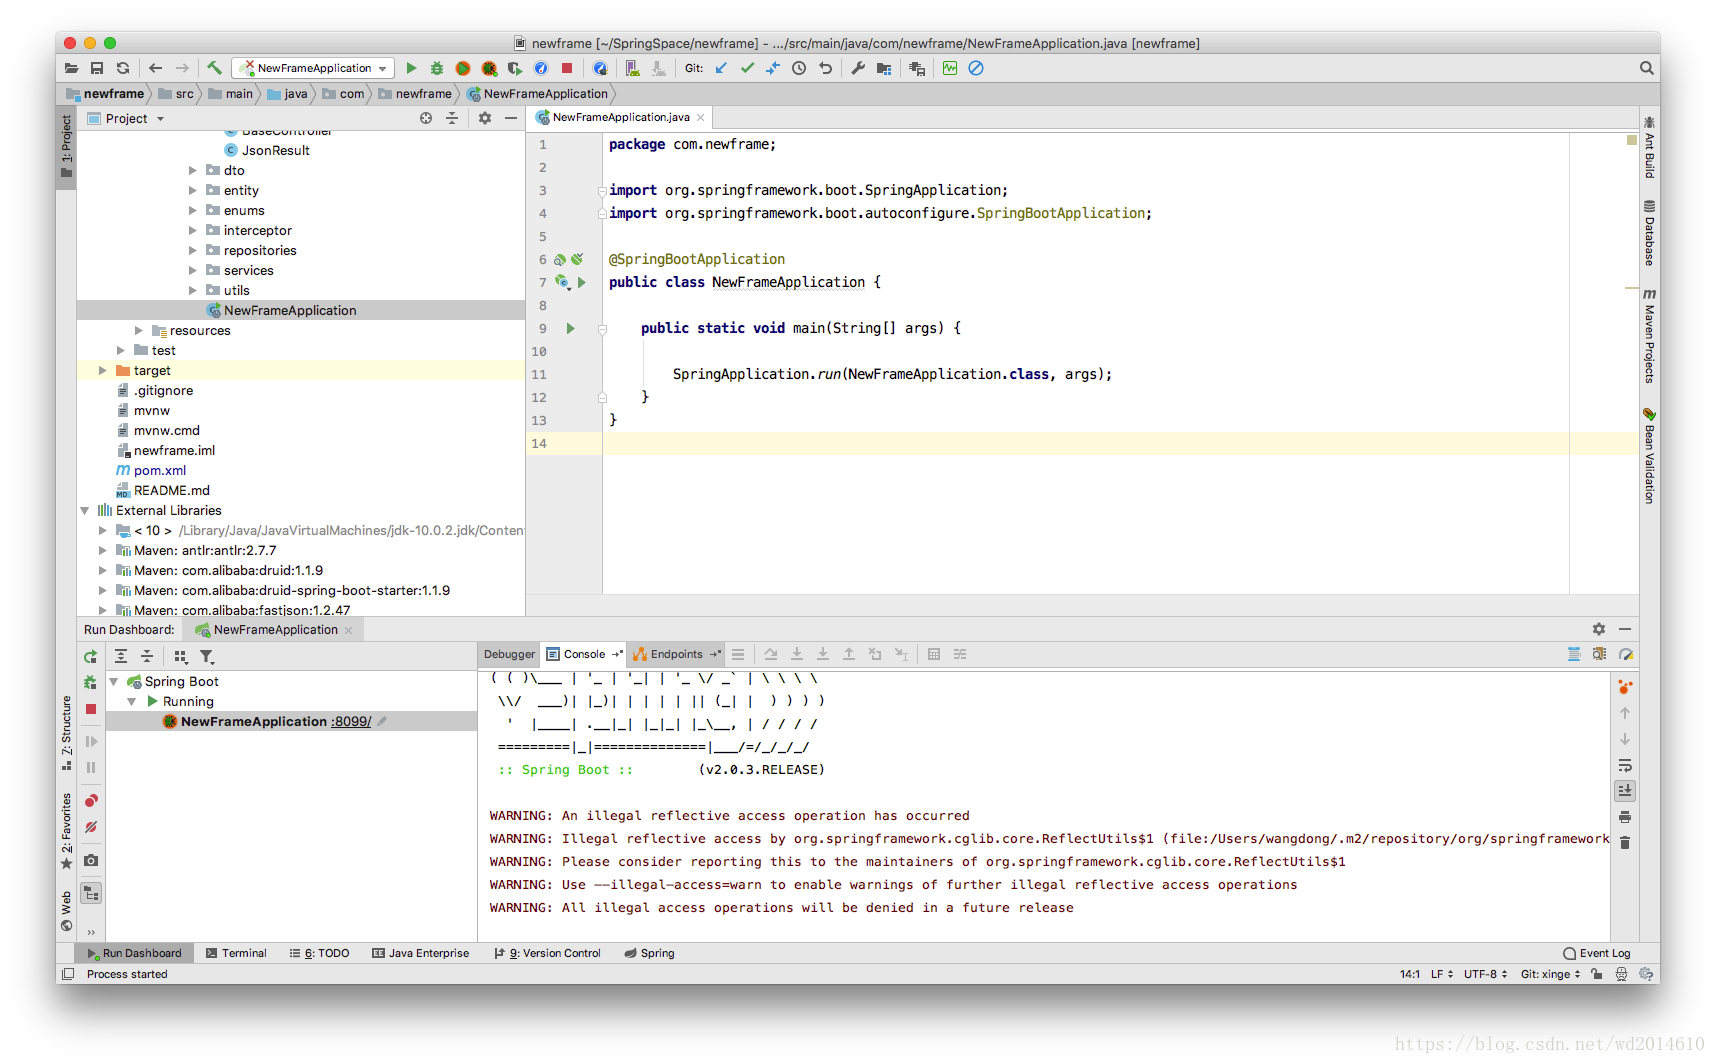 newframe [~/SpringSpace/newframe] - .../src/main/java/com/newframe/NewFrameApplication.java [newframe]
NewFrameApplication
Git:
newframe src main java com newframe NewFrameApplication
1: Project
Project
NewFrameApplication.java
BaseController
JsonResult
dto
entity
enums
interceptor
repositories
services
utils
NewFrameApplication
resources
test
target
.gitignore
mvnw
mvnw.cmd
newframe.iml
pom.xml
README.md
External Libraries
< 10 > /Library/Java/JavaVirtualMachines/jdk-10.0.2.jdk/Conten
Maven: antlr:antlr:2.7.7
Maven: com.alibaba:druid:1.1.9
Maven: com.alibaba:druid-spring-boot-starter:1.1.9
Maven: com.alibaba:fastjson:1.2.47
1 package com.newframe;
2
3 import org.springframework.boot.SpringApplication;
4 import org.springframework.boot.autoconfigure.SpringBootApplication;
5
6 @SpringBootApplication
7 public class NewFrameApplication {
8
9 public static void main(String[] args) {
10
11 SpringApplication.run(NewFrameApplication.class, args);
12 }
13 }
14
Ant Build
Database
Maven Projects
Bean Validation
Run Dashboard: NewFrameApplication
Debugger Console Endpoints
Spring Boot
Running
NewFrameApplication :8099/
( ( )\___ | '_ | '_| | '_ \/ _` | \ \ \ \
\\/ ___)| |_)| | | | | || (_| | ) ) ) )
' |____| .__|_| |_|_| |_\__, | / / / /
=========|_|==============|___/=/_/_/_/
:: Spring Boot :: (v2.0.3.RELEASE)
WARNING: An illegal reflective access operation has occurred
WARNING: Illegal reflective access by org.springframework.cglib.core.ReflectUtils$1 (file:/Users/wangdong/.m2/repository/org/springframework
WARNING: Please consider reporting this to the maintainers of org.springframework.cglib.core.ReflectUtils$1
WARNING: Use --illegal-access=warn to enable warnings of further illegal reflective access operations
WARNING: All illegal access operations will be denied in a future release
7: Structure
2: Favorites
Web
Run Dashboard Terminal 6: TODO Java Enterprise 9: Version Control Spring Event Log
Process started 14:1 LF UTF-8 Git: xinge
https://blog.csdn.net/wd2014610